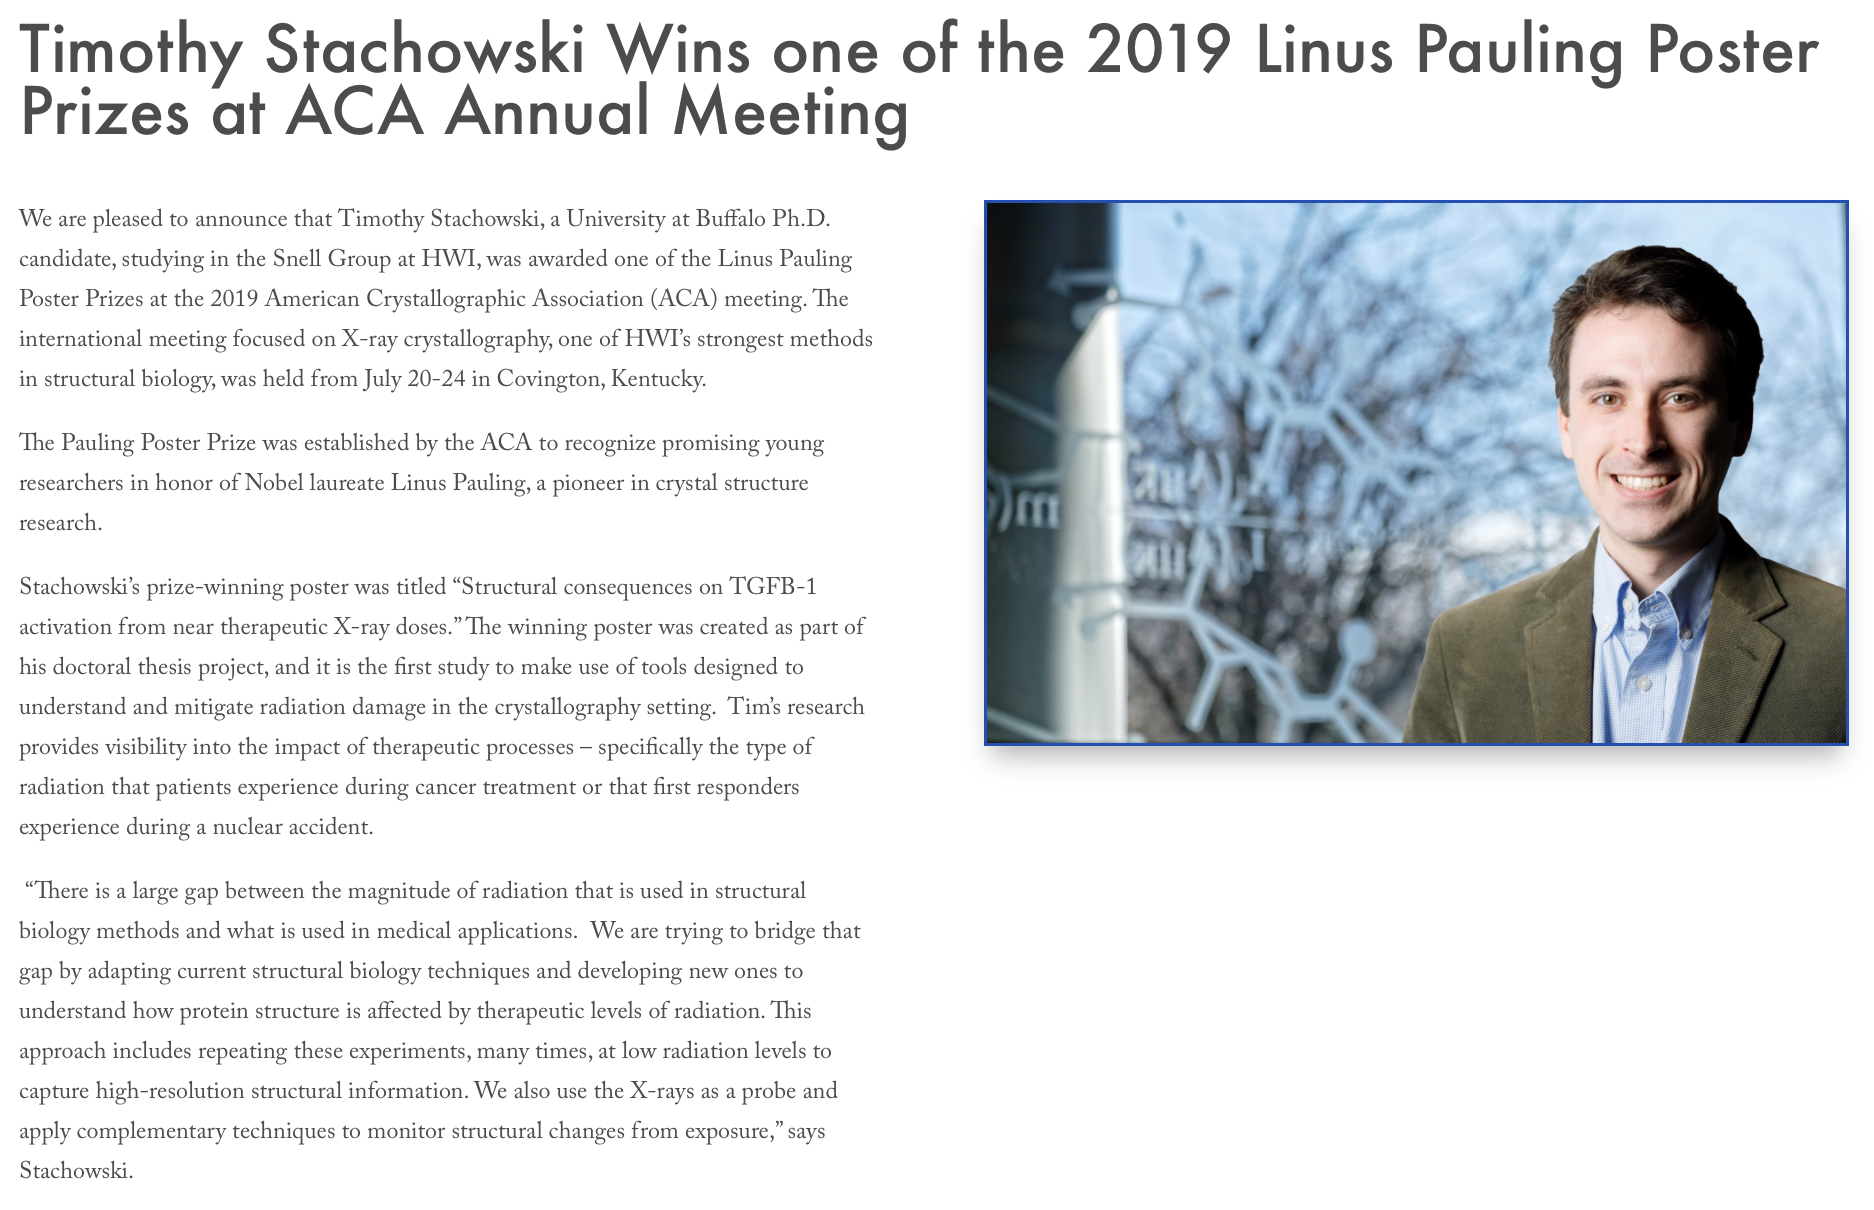 Timothy Stachowski Wins one of the 2019 Linus Pauling Poster
Prizes at ACA Annual Meeting
We are pleased to announce that Timothy Stachowski, a University at Buffalo Ph.D.
candidate, studying in the Snell Group at HWI, was awarded one of the Linus Pauling
Poster Prizes at the 2019 American Crystallographic Association (ACA) meeting. The
international meeting focused on X-ray crystallography, one of HWI’s strongest methods
in structural biology, was held from July 20-24 in Covington, Kentucky.
The Pauling Poster Prize was established by the ACA to recognize promising young
researchers in honor of Nobel laureate Linus Pauling, a pioneer in crystal structure
research.
Stachowski’s prize-winning poster was titled “Structural consequences on TGFB-1
activation from near therapeutic X-ray doses.” The winning poster was created as part of
his doctoral thesis project, and it is the first study to make use of tools designed to
understand and mitigate radiation damage in the crystallography setting.  Tim’s research
provides visibility into the impact of therapeutic processes – specifically the type of
radiation that patients experience during cancer treatment or that first responders
experience during a nuclear accident.
“There is a large gap between the magnitude of radiation that is used in structural
biology methods and what is used in medical applications.  We are trying to bridge that
gap by adapting current structural biology techniques and developing new ones to
understand how protein structure is affected by therapeutic levels of radiation. This
approach includes repeating these experiments, many times, at low radiation levels to
capture high-resolution structural information. We also use the X-rays as a probe and
apply complementary techniques to monitor structural changes from exposure,” says
Stachowski.